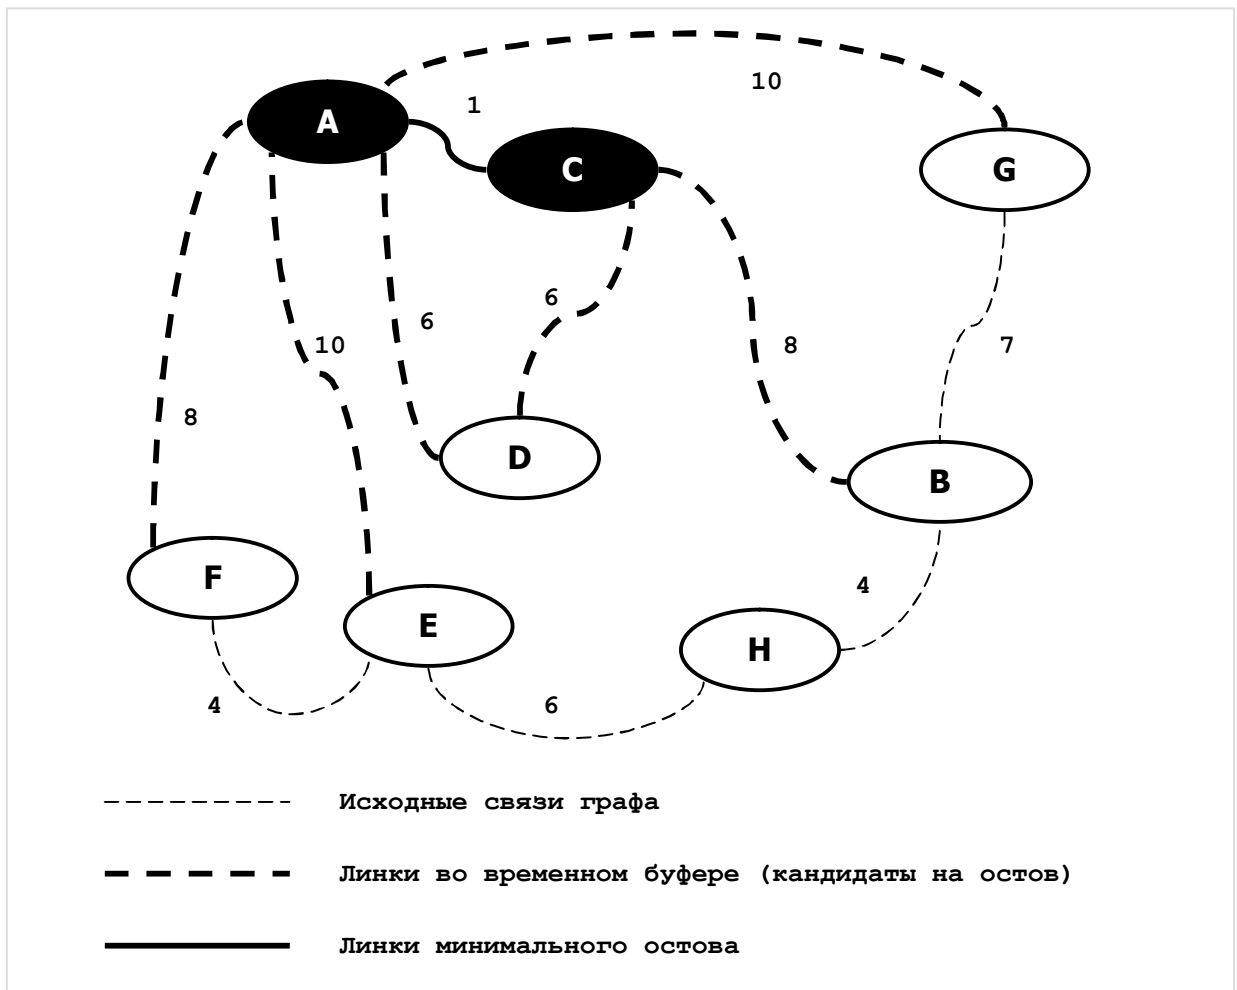 10
1
A
C
G
6
6
10
8
7
8
D
B
F
4
E
H
4
6
Исходные связи графа
Линки во временном буфере (кандидаты на остов)
Линки минимального остова